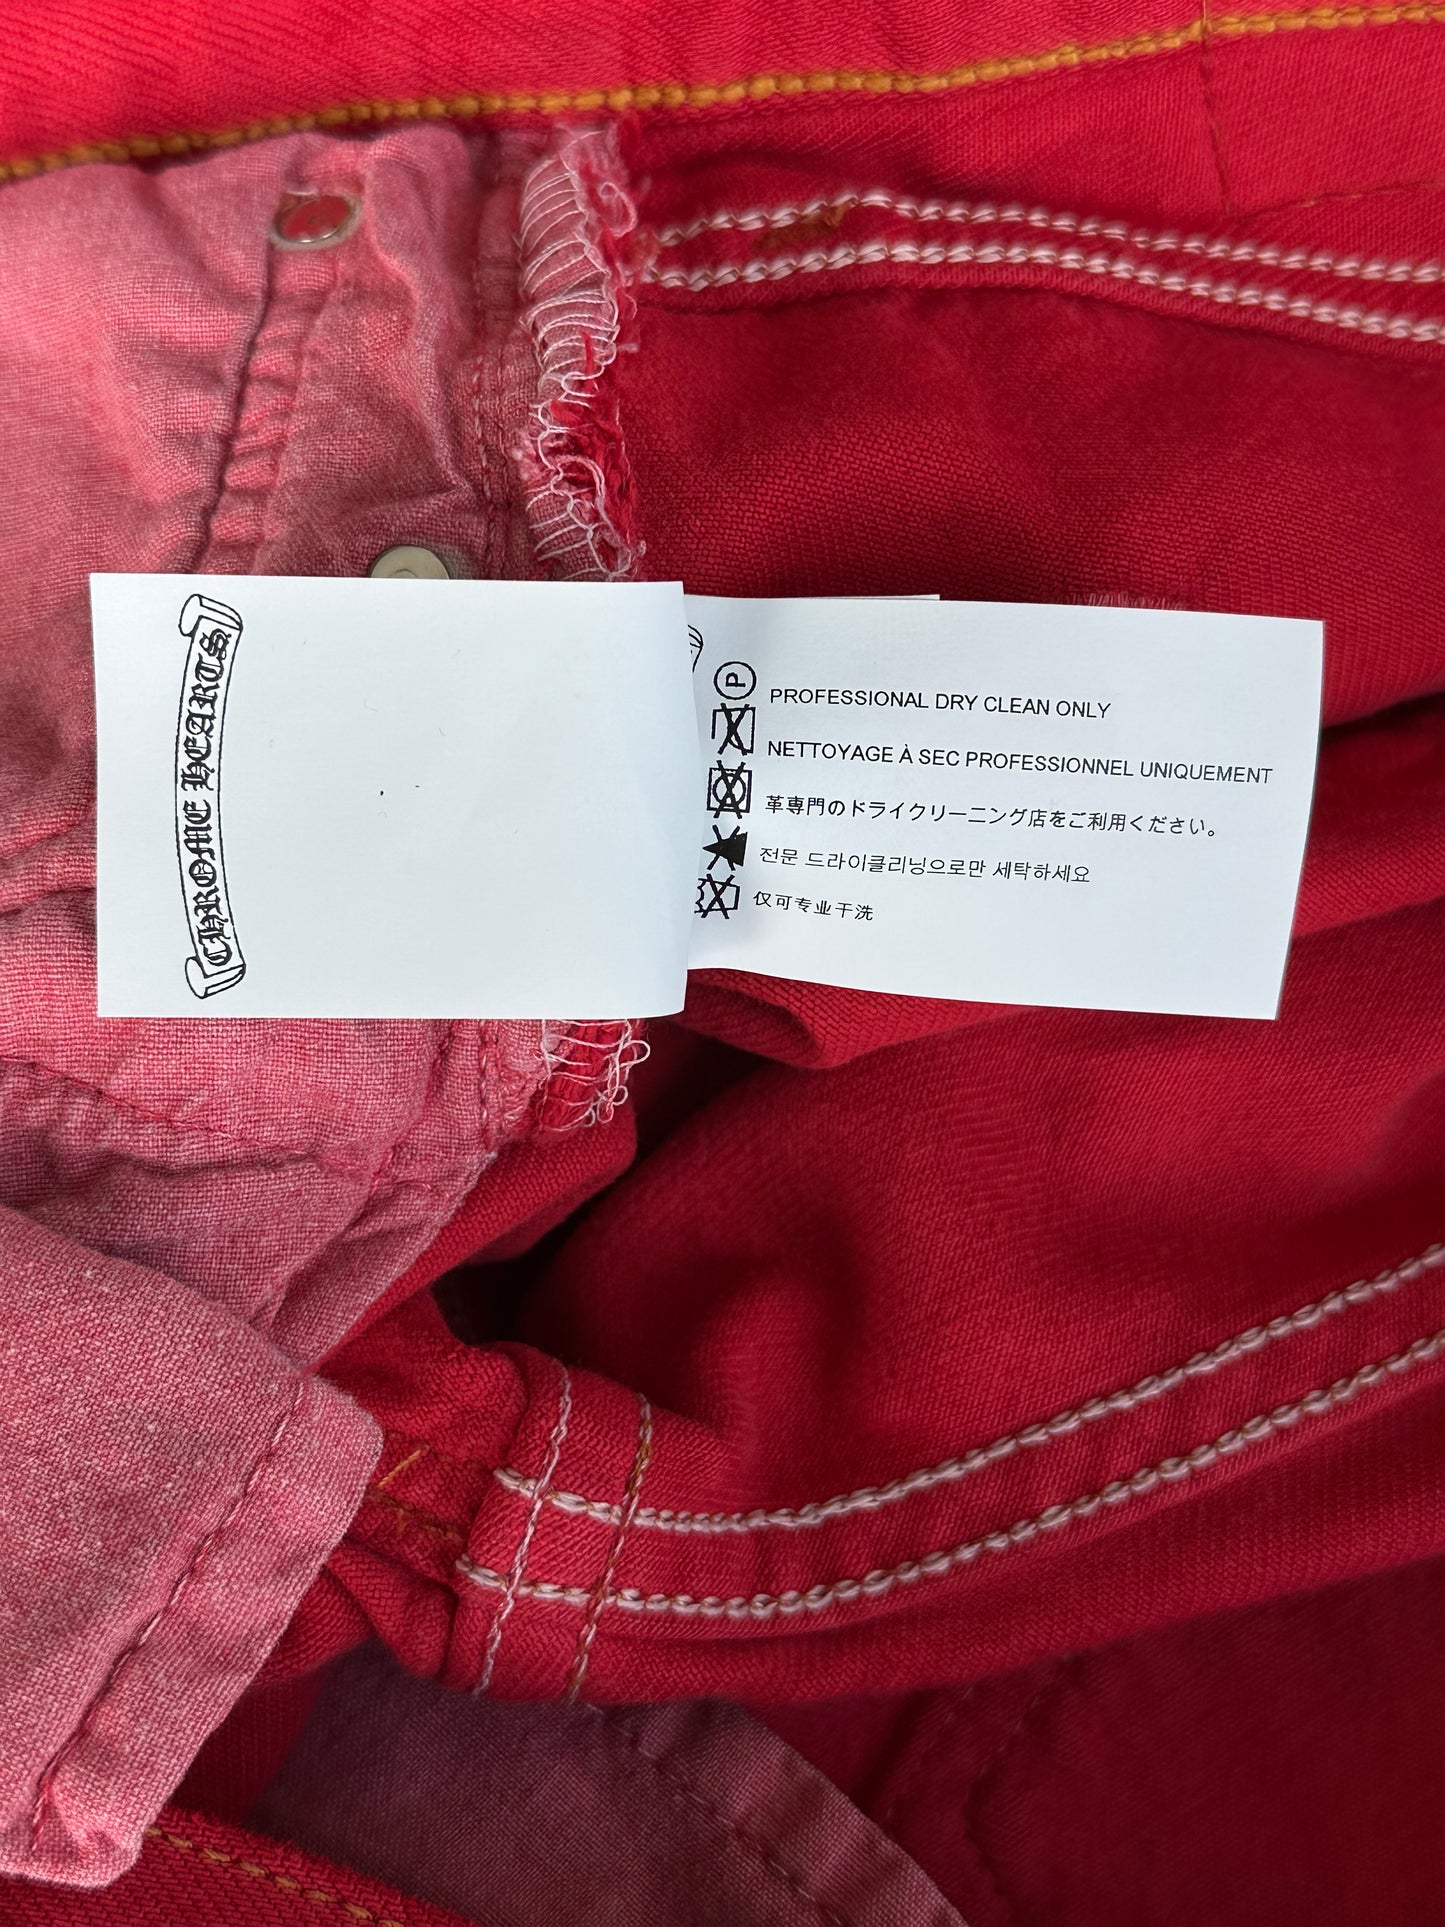 CHROME HEARTS
P
PROFESSIONAL DRY CLEAN ONLY
NETTOYAGE À SEC PROFESSIONNEL UNIQUEMENT
革専門のドライクリーニング店をご利用ください。
전문 드라이클리닝으로만 세탁하세요
仅可专业干洗